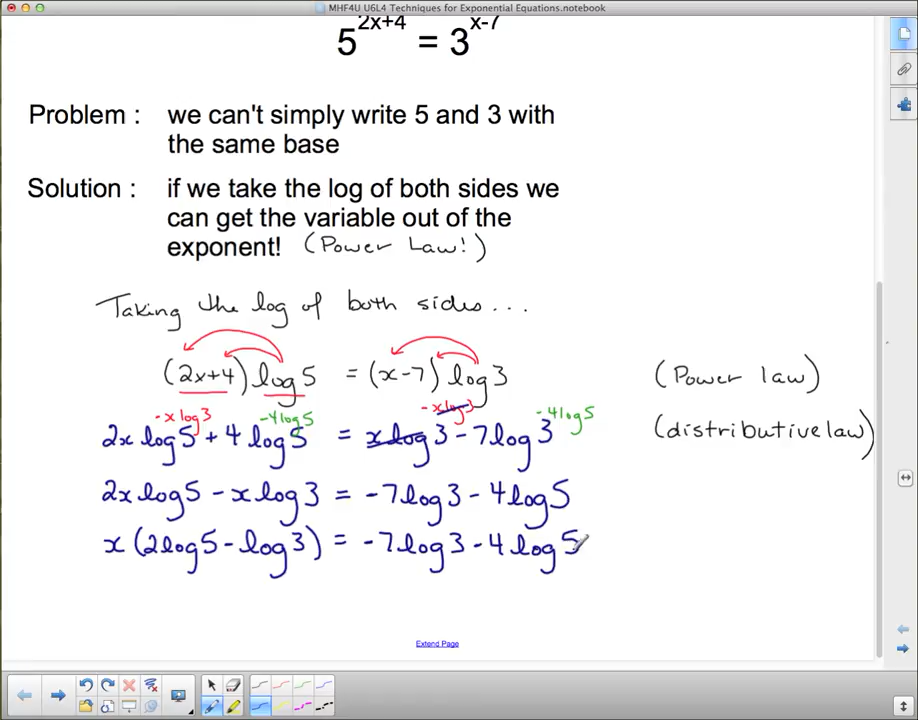 MHF4U U6L4 Techniques for Exponential Equations.notebook
5^(2x+4) = 3^(x-7)
Problem : we can't simply write 5 and 3 with
the same base
Solution : if we take the log of both sides we
can get the variable out of the
exponent! (Power Law!)
Taking the log of both sides...
(2x+4) log 5 = (x-7) log 3 (Power law)
-x log 3 -4 log 5 -x log 3 -4 log 5
2x log 5 + 4 log 5 = x log 3 - 7 log 3 (distributive law)
2x log 5 - x log 3 = -7 log 3 - 4 log 5
x (2 log 5 - log 3) = -7 log 3 - 4 log 5
Extend Page